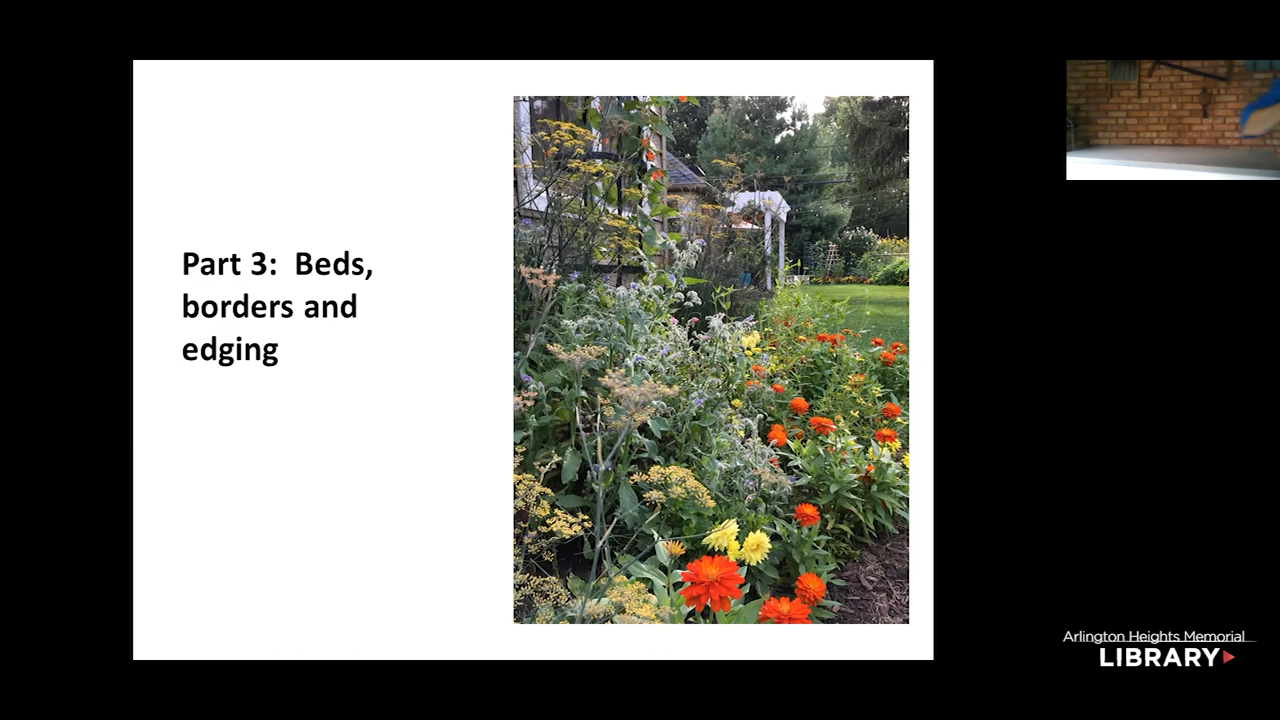 Part 3:  Beds,
borders and
edging
Arlington Heights Memorial
LIBRARY